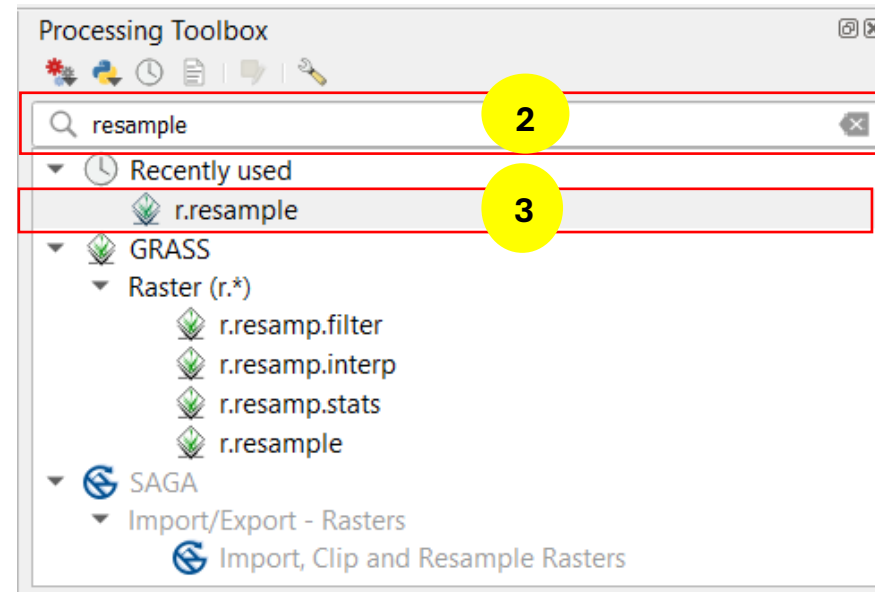 Processing Toolbox
resample
2
Recently used
r.resample
3
GRASS
Raster (r.*)
r.resamp.filter
r.resamp.interp
r.resamp.stats
r.resample
SAGA
Import/Export - Rasters
Import, Clip and Resample Rasters